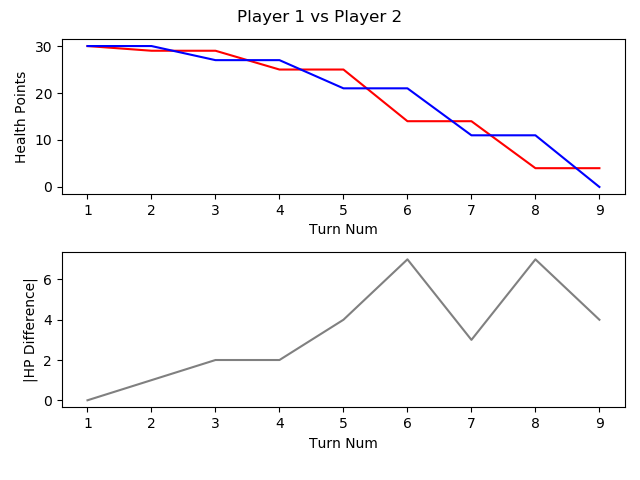 Player 1 vs Player 2
Health Points
30
20
10
0
1 2 3 4 5 6 7 8 9
Turn Num
|HP Difference|
6
4
2
0
1 2 3 4 5 6 7 8 9
Turn Num